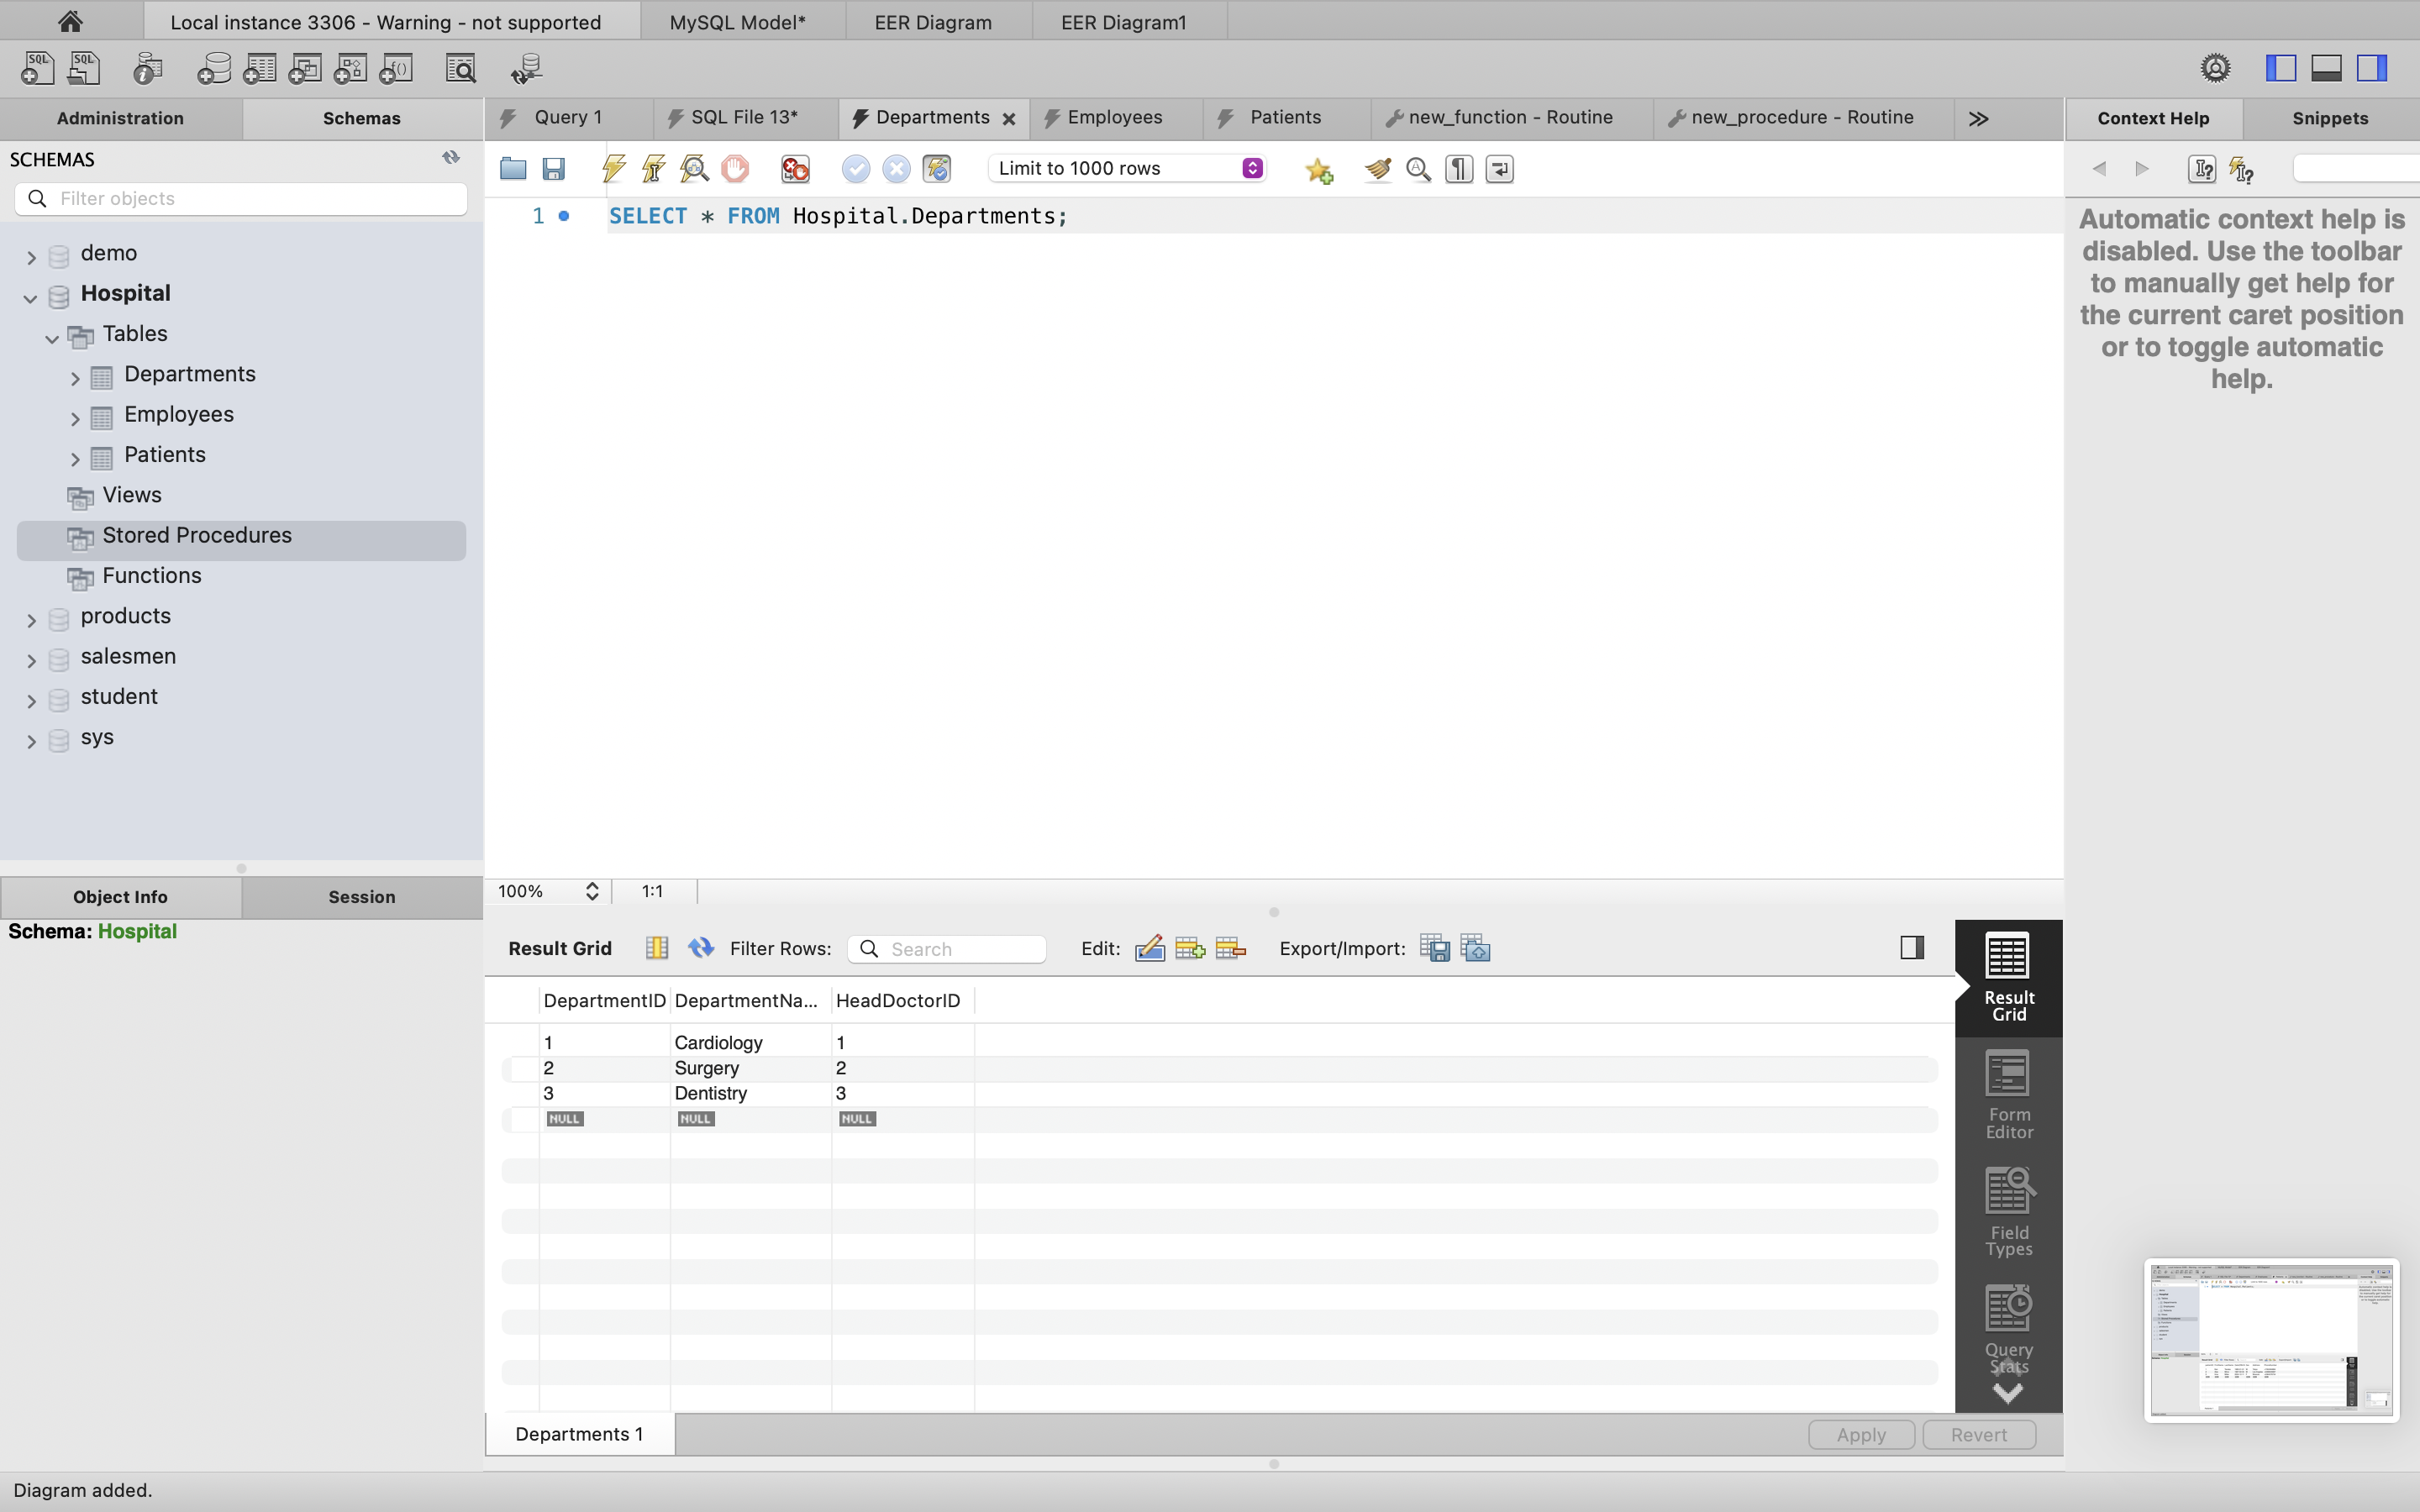 Local instance 3306 - Warning - not supported
MySQL Model*
EER Diagram
EER Diagram1
SQL
SQL
Administration
Schemas
SCHEMAS
Filter objects
demo
Hospital
Tables
Departments
Employees
Patients
Views
Stored Procedures
Functions
products
salesmen
student
sys
Object Info
Session
Schema: Hospital
Query 1
SQL File 13*
Departments
Employees
Patients
new_function - Routine
new_procedure - Routine
Limit to 1000 rows
1
SELECT * FROM Hospital.Departments;
100%
1:1
Result Grid
Filter Rows:
Search
Edit:
Export/Import:
DepartmentID DepartmentNa... HeadDoctorID
1 Cardiology 1
2 Surgery 2
3 Dentistry 3
NULL NULL NULL
Result
Grid
Form
Editor
Field
Types
Query
Stats
Departments 1
Apply
Revert
Context Help
Snippets
Automatic context help is
disabled. Use the toolbar
to manually get help for
the current caret position
or to toggle automatic
help.
Diagram added.